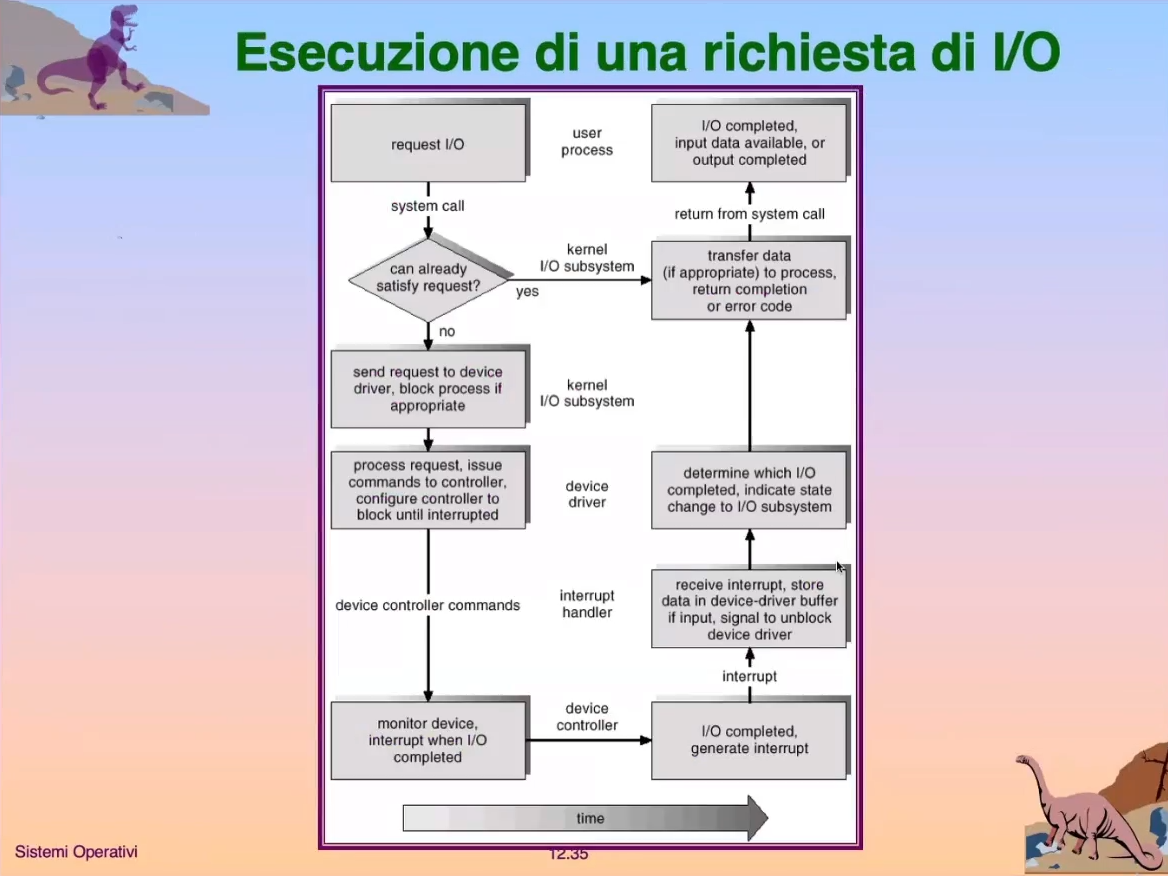 Esecuzione di una richiesta di I/O
request I/O
user
process
I/O completed,
input data available, or
output completed
system call
return from system call
can already
satisfy request?
kernel
I/O subsystem
yes
transfer data
(if appropriate) to process,
return completion
or error code
no
send request to device
driver, block process if
appropriate
kernel
I/O subsystem
process request, issue
commands to controller,
configure controller to
block until interrupted
device
driver
determine which I/O
completed, indicate state
change to I/O subsystem
device controller commands
interrupt
handler
receive interrupt, store
data in device-driver buffer
if input, signal to unblock
device driver
interrupt
monitor device,
interrupt when I/O
completed
device
controller
I/O completed,
generate interrupt
time
Sistemi Operativi
12.35